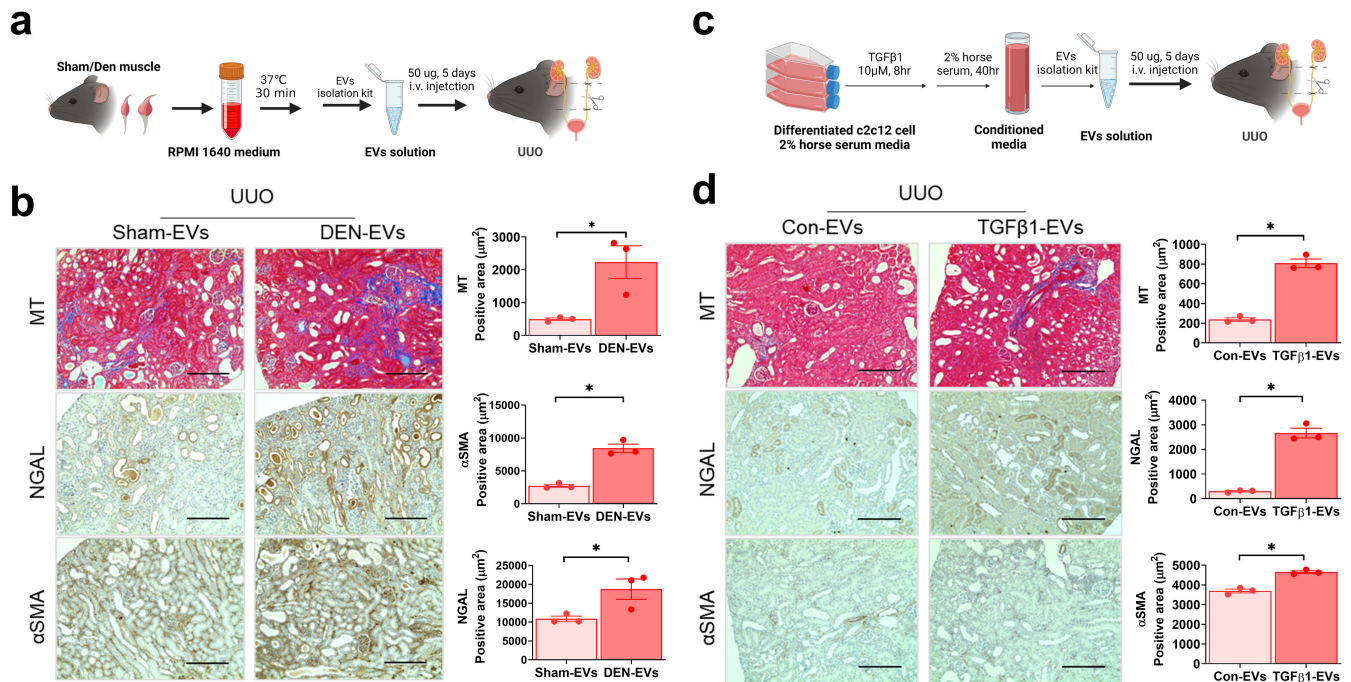 a
Sham/Den muscle
37℃
30 min
EVs
isolation kit
50 ug, 5 days
i.v. injetction
RPMI 1640 medium
EVs solution
UUO
b
UUO
Sham-EVs
DEN-EVs
MT
NGAL
αSMA
MT
Positive area (μm²)
3000
2000
1000
0
*
Sham-EVs DEN-EVs
αSMA
Positive area (μm²)
15000
10000
5000
0
*
Sham-EVs DEN-EVs
NGAL
Positive area (μm²)
25000
20000
15000
10000
5000
0
*
Sham-EVs DEN-EVs
c
TGFβ1
10μM, 8hr
2% horse
serum, 40hr
EVs
isolation kit
50 ug, 5 days
i.v. injetction
Differentiated c2c12 cell
2% horse serum media
Conditioned
media
EVs solution
UUO
d
UUO
Con-EVs
TGFβ1-EVs
MT
NGAL
αSMA
MT
Positive area (μm²)
1000
800
600
400
200
0
*
Con-EVs TGFβ1-EVs
NGAL
Positive area (μm²)
4000
3000
2000
1000
0
*
Con-EVs TGFβ1-EVs
αSMA
Positive area (μm²)
5000
4000
3000
2000
1000
0
*
Con-EVs TGFβ1-EVs